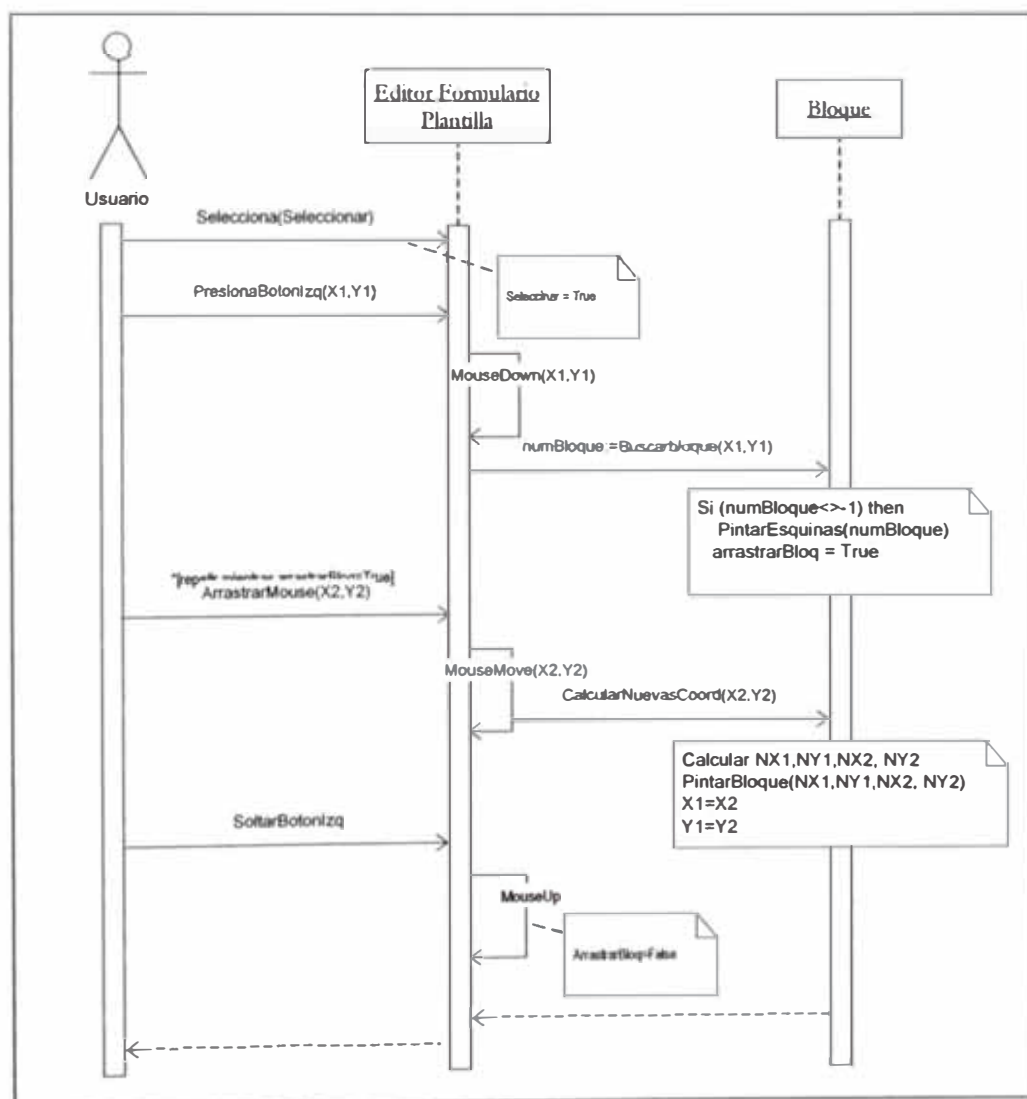 Editor Formulario
Plantilla
Bloque
Usuario
Selecciona(Seleccionar)
= True
PresionaBotonIzq(X1,Y1)
MouseDown(X1,Y1)
numBloque:=Buscarbloque(X1,Y1)
Si (numBloque<>-1) then
PintarEsquinas(numBloque)
arrastrarBloq = True
ArrastrarMouse(X2,Y2)
MouseMove(X2,Y2)
CalcularNuevasCoord(X2,Y2)
Calcular NX1,NY1,NX2, NY2
PintarBloque(NX1,NY1,NX2, NY2)
X1=X2
Y1=Y2
SoltarBotonIzq
MouseUp
ArrastrarBloq=False